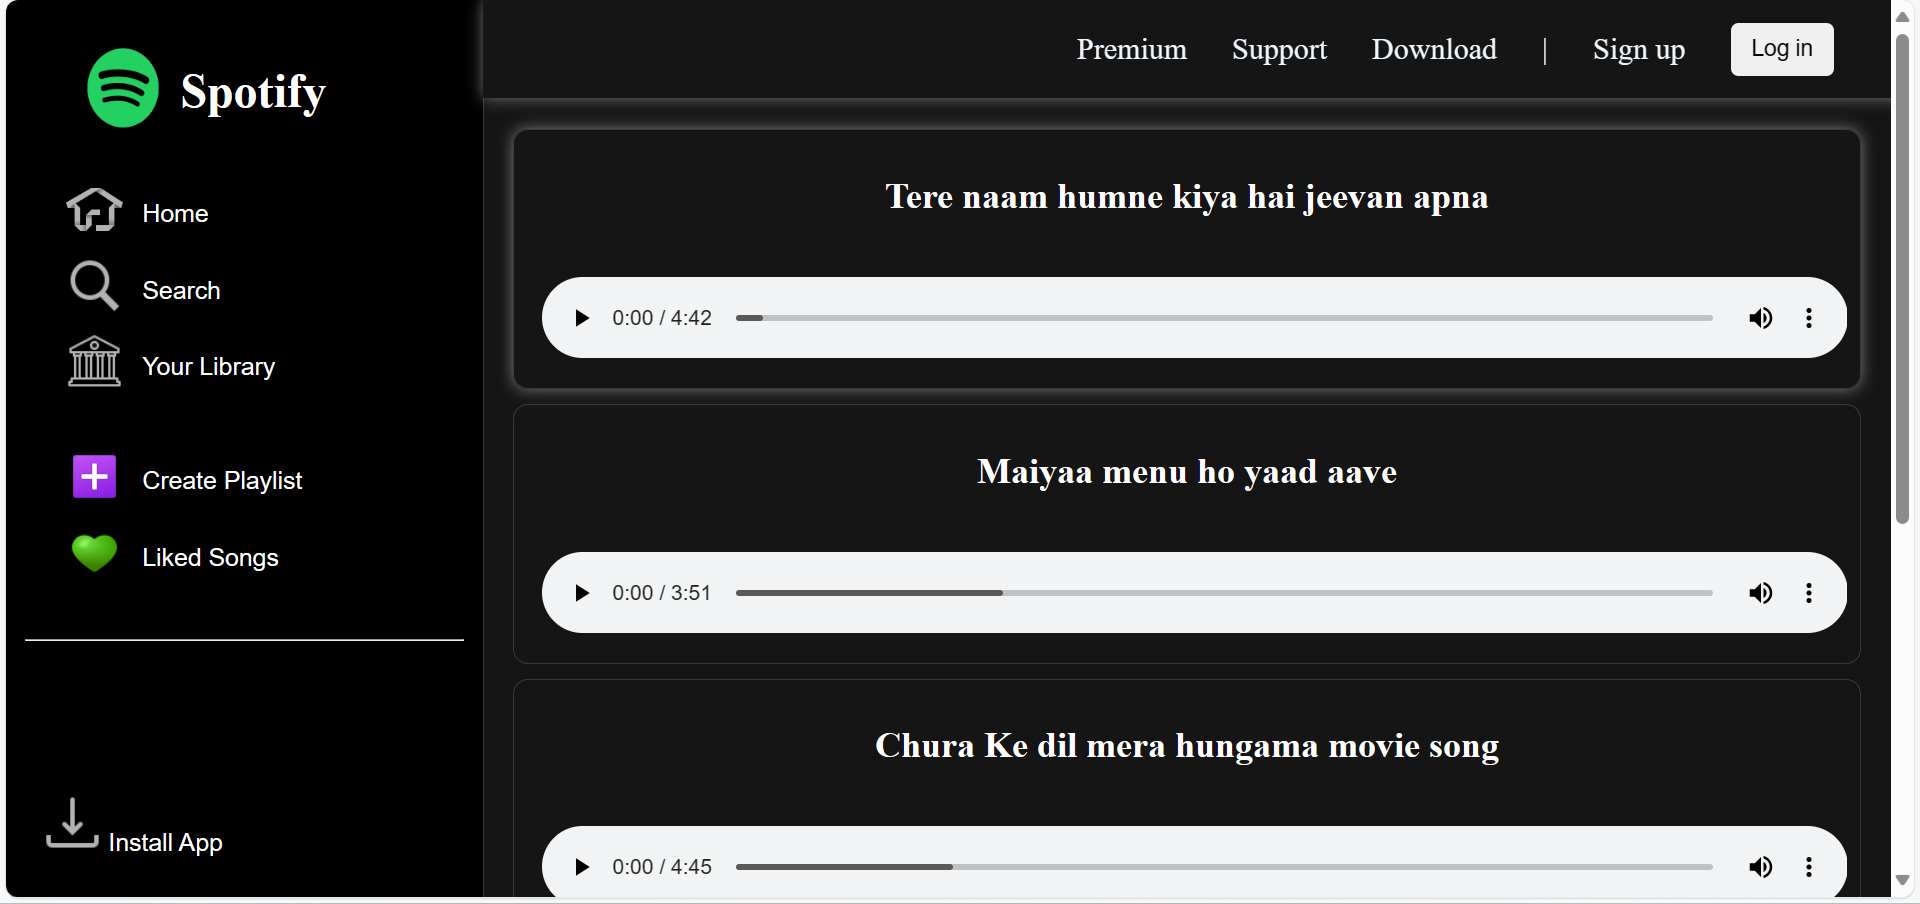 Spotify
Home
Search
Your Library
Create Playlist
Liked Songs
Install App
Premium Support Download | Sign up Log in
Tere naam humne kiya hai jeevan apna
0:00 / 4:42
Maiyaa menu ho yaad aave
0:00 / 3:51
Chura Ke dil mera hungama movie song
0:00 / 4:45